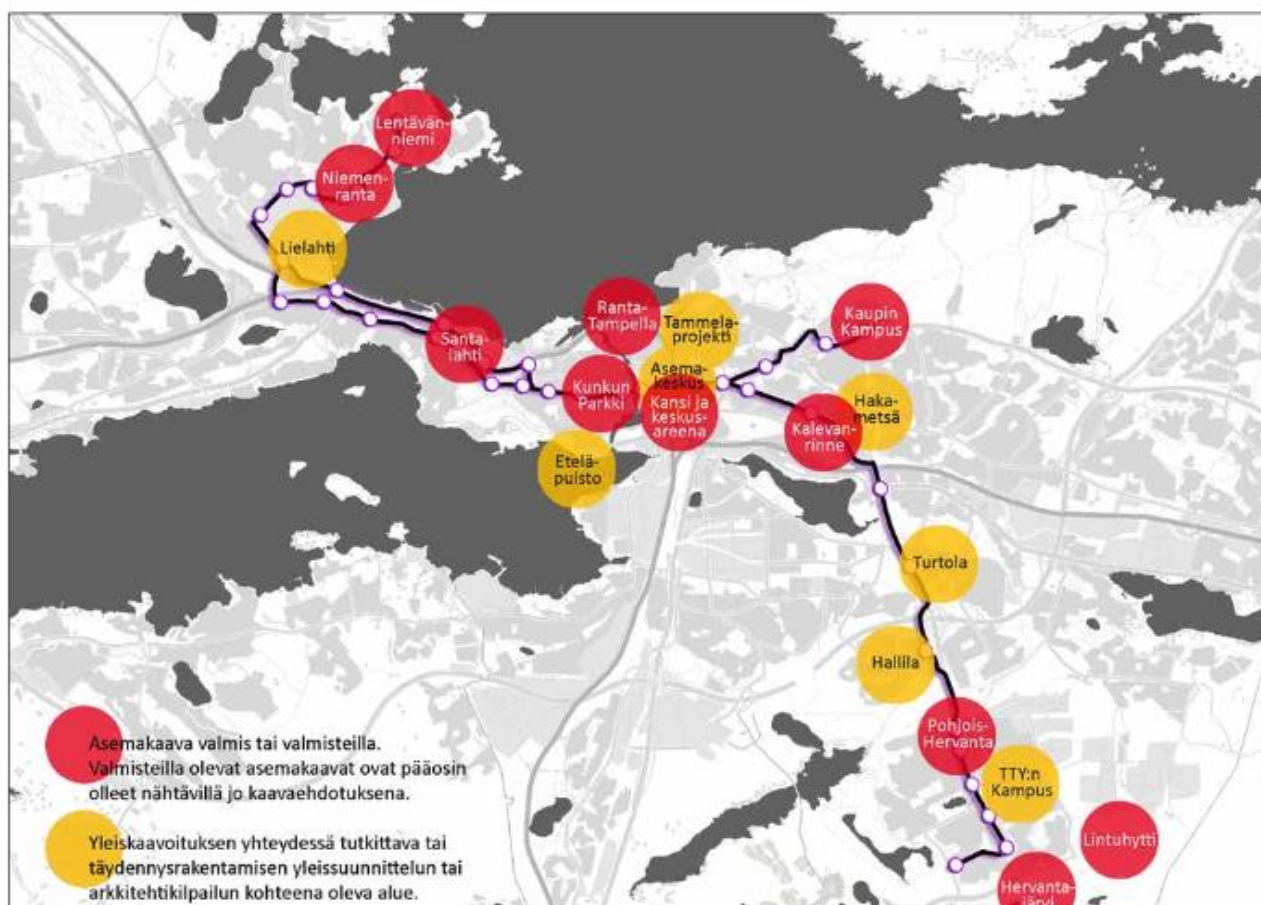 Lentävän-
niemi
Niemen-
ranta
Lielahti
Santa-
lahti
Ranta-
Tampella
Tammela-
projekti
Kaupin
Kampus
Asema-
keskus
Kunkun
Parkki
Kansi ja
keskus-
areena
Haka-
metsä
Kalevan-
rinne
Etelä-
puisto
Turtola
Hallila
Pohjois-
Hervanta
TTY:n
Kampus
Lintuhytti
Hervanta-
järvi
Asemakaava valmis tai valmisteilla.
Valmisteilla olevat asemakaavat ovat pääosin
olleet nähtävillä jo kaavaehdotuksena.
Yleiskaavoituksen yhteydessä tutkittava tai
täydennysrakentamisen yleissuunnittelun tai
arkkitehtikilpailun kohteena oleva alue.